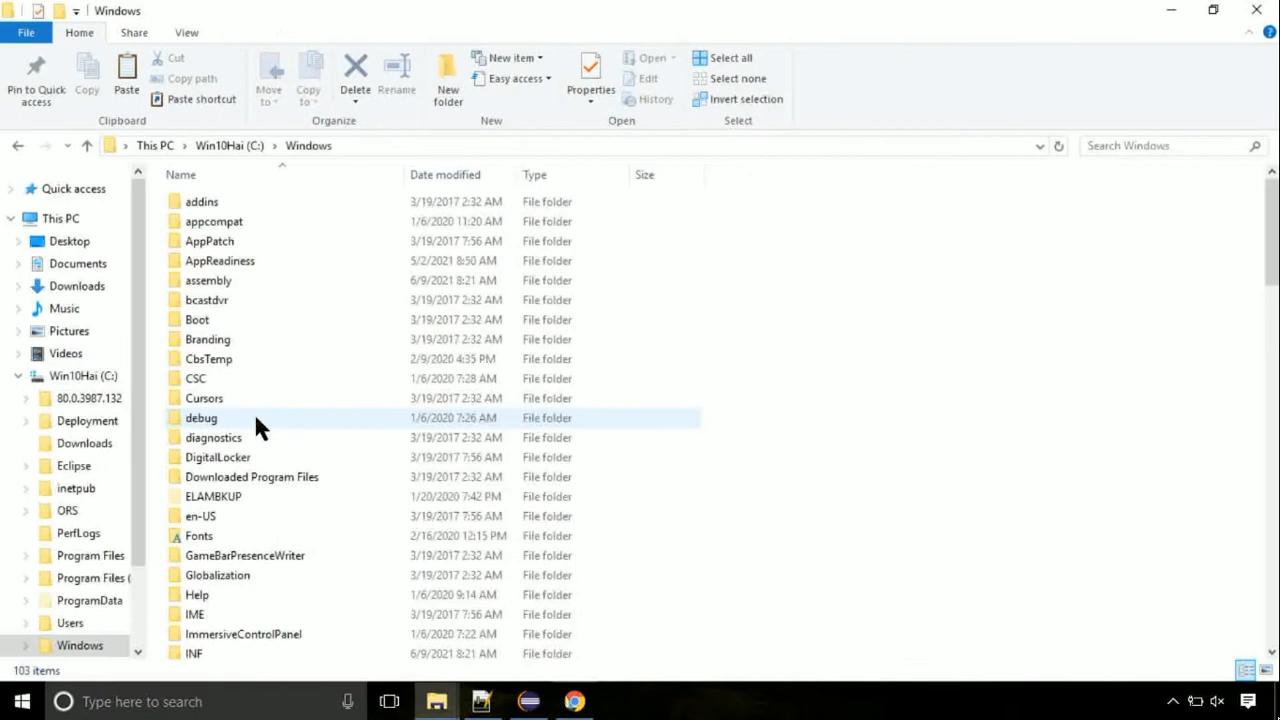 Windows
File Home Share View
Pin to Quick access
Copy
Paste
Cut
Copy path
Paste shortcut
Clipboard
Move to
Copy to
Delete
Rename
Organize
New folder
New item
Easy access
New
Properties
Open
Edit
History
Open
Select all
Select none
Invert selection
Select
This PC > Win10Hai (C:) > Windows
Search Windows
Quick access
This PC
Desktop
Documents
Downloads
Music
Pictures
Videos
Win10Hai (C:)
80.0.3987.132
Deployment
Downloads
Eclipse
inetpub
ORS
PerfLogs
Program Files
Program Files (
ProgramData
Users
Windows
Name Date modified Type Size
addins 3/19/2017 2:32 AM File folder
appcompat 1/6/2020 11:20 AM File folder
AppPatch 3/19/2017 7:56 AM File folder
AppReadiness 5/2/2021 8:50 AM File folder
assembly 6/9/2021 8:21 AM File folder
bcastdvr 3/19/2017 2:32 AM File folder
Boot 3/19/2017 2:32 AM File folder
Branding 3/19/2017 2:32 AM File folder
CbsTemp 2/9/2020 4:35 PM File folder
CSC 1/6/2020 7:28 AM File folder
Cursors 3/19/2017 2:32 AM File folder
debug 1/6/2020 7:26 AM File folder
diagnostics 3/19/2017 2:32 AM File folder
DigitalLocker 3/19/2017 7:56 AM File folder
Downloaded Program Files 3/19/2017 2:32 AM File folder
ELAMBKUP 1/20/2020 7:42 PM File folder
en-US 3/19/2017 7:56 AM File folder
Fonts 2/16/2020 12:15 PM File folder
GameBarPresenceWriter 3/19/2017 2:32 AM File folder
Globalization 3/19/2017 2:32 AM File folder
Help 1/6/2020 9:14 AM File folder
IME 3/19/2017 7:56 AM File folder
ImmersiveControlPanel 1/6/2020 7:22 AM File folder
INF 6/9/2021 8:21 AM File folder
103 items
Type here to search